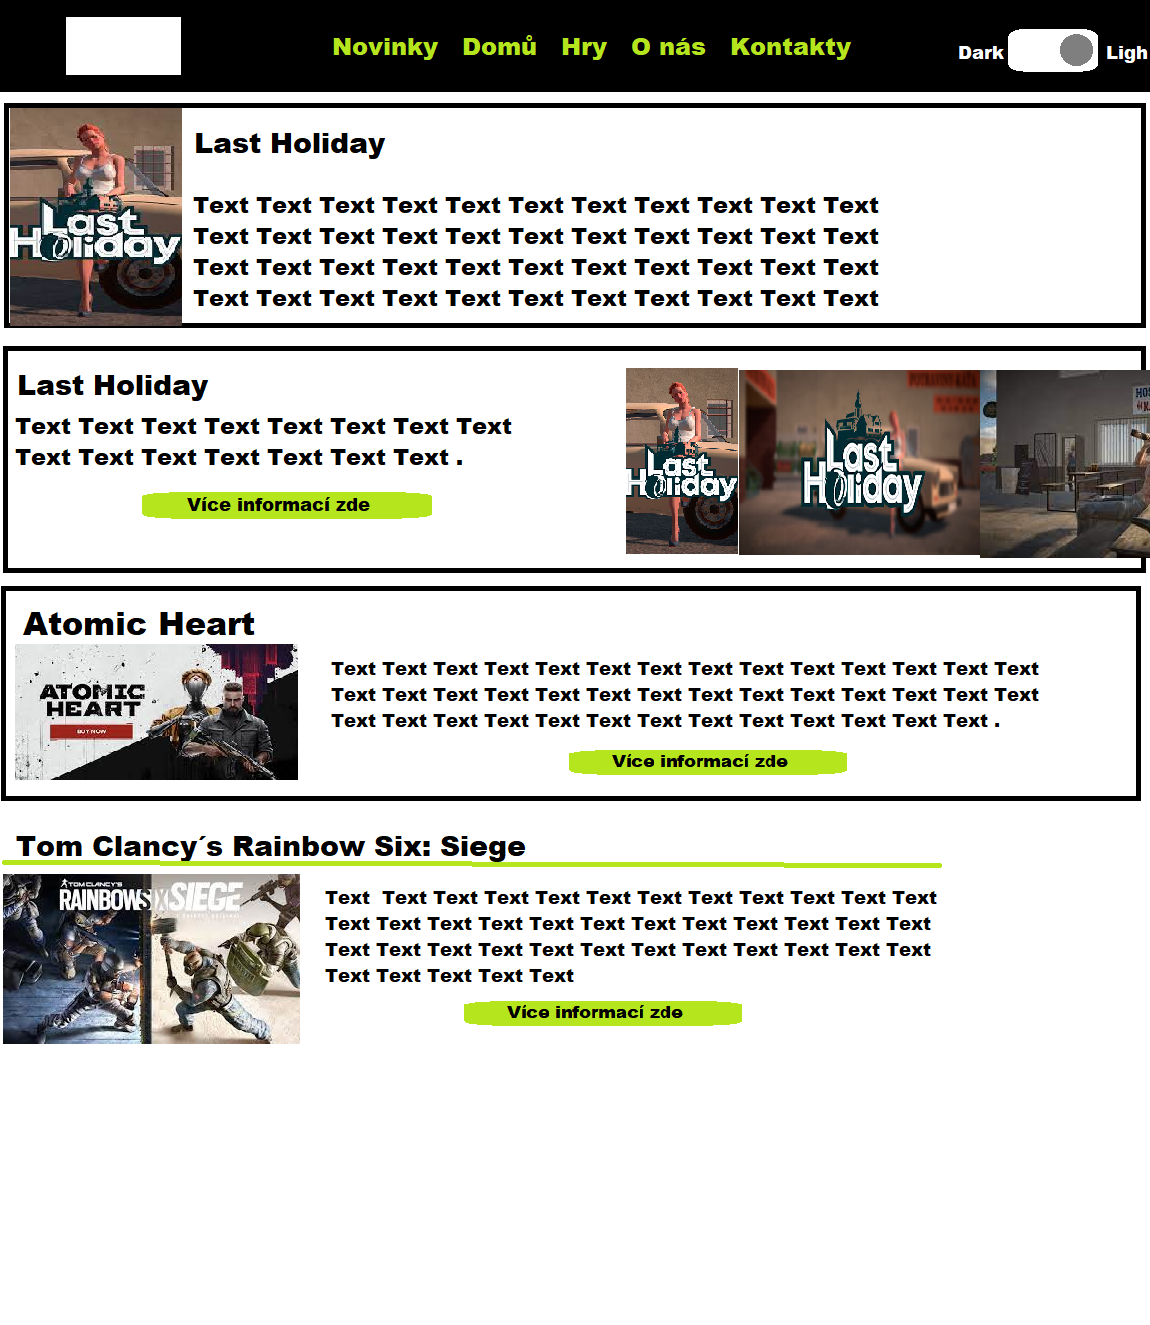 Novinky Domů Hry O nás Kontakty
Dark Ligh
Last Holiday
Last
Holiday
Text Text Text Text Text Text Text Text Text Text Text
Text Text Text Text Text Text Text Text Text Text Text
Text Text Text Text Text Text Text Text Text Text Text
Text Text Text Text Text Text Text Text Text Text Text
Last Holiday
Text Text Text Text Text Text Text Text
Text Text Text Text Text Text Text .
Více informací zde
Last
Holiday
Last
Holiday
Atomic Heart
ATOMIC
HEART
BUY NOW
Text Text Text Text Text Text Text Text Text Text Text Text Text Text
Text Text Text Text Text Text Text Text Text Text Text Text Text Text
Text Text Text Text Text Text Text Text Text Text Text Text Text .
Více informací zde
Tom Clancy´s Rainbow Six: Siege
TOM CLANCY'S
RAINBOWSIX SIEGE
Text  Text Text Text Text Text Text Text Text Text Text Text
Text Text Text Text Text Text Text Text Text Text Text Text
Text Text Text Text Text Text Text Text Text Text Text Text
Text Text Text Text Text
Více informací zde